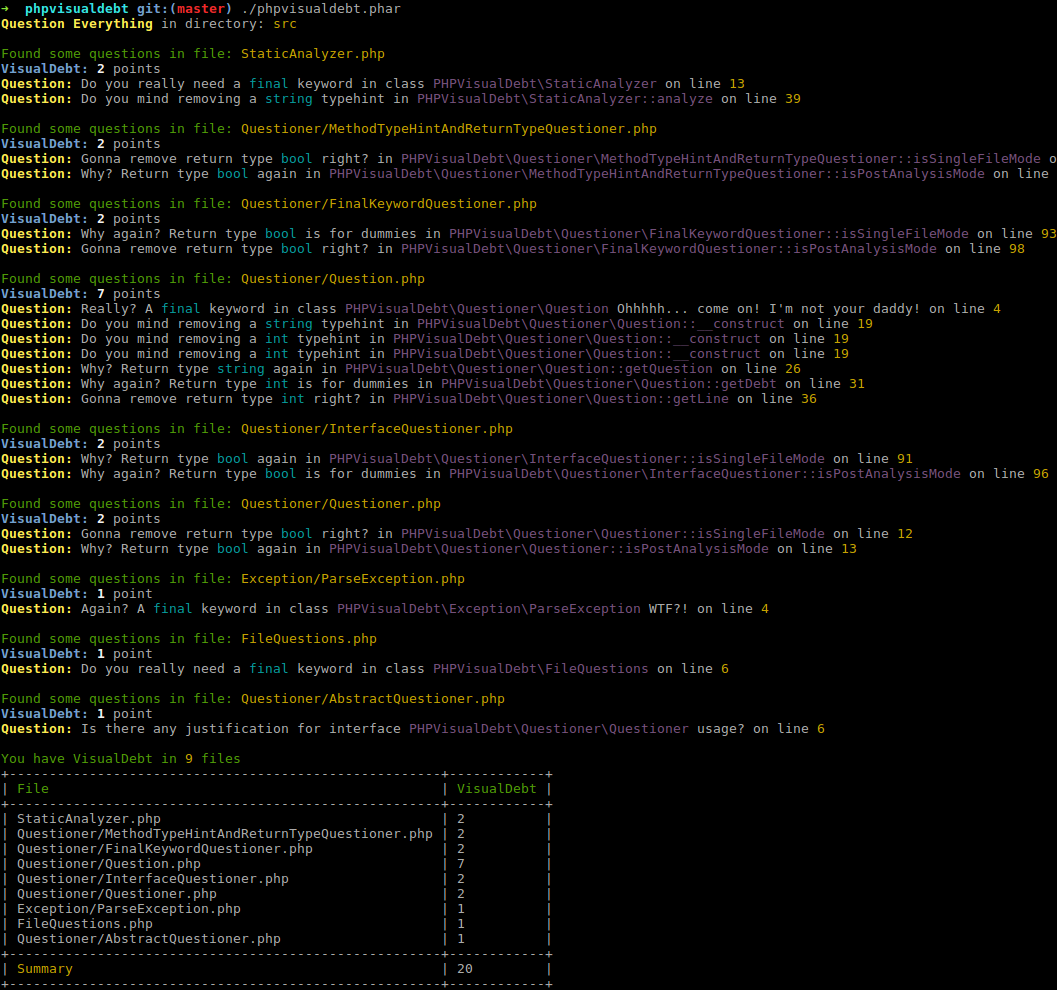 ➜  phpvisualdebt git:(master) ./phpvisualdebt.phar
Question Everything in directory: src

Found some questions in file: StaticAnalyzer.php
VisualDebt: 2 points
Question: Do you really need a final keyword in class PHPVisualDebt\StaticAnalyzer on line 13
Question: Do you mind removing a string typehint in PHPVisualDebt\StaticAnalyzer::analyze on line 39

Found some questions in file: Questioner/MethodTypeHintAndReturnTypeQuestioner.php
VisualDebt: 2 points
Question: Gonna remove return type bool right? in PHPVisualDebt\Questioner\MethodTypeHintAndReturnTypeQuestioner::isSingleFileMode o
Question: Why? Return type bool again in PHPVisualDebt\Questioner\MethodTypeHintAndReturnTypeQuestioner::isPostAnalysisMode on line

Found some questions in file: Questioner/FinalKeywordQuestioner.php
VisualDebt: 2 points
Question: Why again? Return type bool is for dummies in PHPVisualDebt\Questioner\FinalKeywordQuestioner::isSingleFileMode on line 93
Question: Gonna remove return type bool right? in PHPVisualDebt\Questioner\FinalKeywordQuestioner::isPostAnalysisMode on line 98

Found some questions in file: Questioner/Question.php
VisualDebt: 7 points
Question: Really? A final keyword in class PHPVisualDebt\Questioner\Question Ohhhhh... come on! I'm not your daddy! on line 4
Question: Do you mind removing a string typehint in PHPVisualDebt\Questioner\Question::__construct on line 19
Question: Do you mind removing a int typehint in PHPVisualDebt\Questioner\Question::__construct on line 19
Question: Do you mind removing a int typehint in PHPVisualDebt\Questioner\Question::__construct on line 19
Question: Why? Return type string again in PHPVisualDebt\Questioner\Question::getQuestion on line 26
Question: Why again? Return type int is for dummies in PHPVisualDebt\Questioner\Question::getDebt on line 31
Question: Gonna remove return type int right? in PHPVisualDebt\Questioner\Question::getLine on line 36

Found some questions in file: Questioner/InterfaceQuestioner.php
VisualDebt: 2 points
Question: Why? Return type bool again in PHPVisualDebt\Questioner\InterfaceQuestioner::isSingleFileMode on line 91
Question: Why again? Return type bool is for dummies in PHPVisualDebt\Questioner\InterfaceQuestioner::isPostAnalysisMode on line 96

Found some questions in file: Questioner/Questioner.php
VisualDebt: 2 points
Question: Gonna remove return type bool right? in PHPVisualDebt\Questioner\Questioner::isSingleFileMode on line 12
Question: Why? Return type bool again in PHPVisualDebt\Questioner\Questioner::isPostAnalysisMode on line 13

Found some questions in file: Exception/ParseException.php
VisualDebt: 1 point
Question: Again? A final keyword in class PHPVisualDebt\Exception\ParseException WTF?! on line 4

Found some questions in file: FileQuestions.php
VisualDebt: 1 point
Question: Do you really need a final keyword in class PHPVisualDebt\FileQuestions on line 6

Found some questions in file: Questioner/AbstractQuestioner.php
VisualDebt: 1 point
Question: Is there any justification for interface PHPVisualDebt\Questioner\Questioner usage? on line 6

You have VisualDebt in 9 files
+------------------------------------------------------+------------+
| File                                                 | VisualDebt |
+------------------------------------------------------+------------+
| StaticAnalyzer.php                                   | 2          |
| Questioner/MethodTypeHintAndReturnTypeQuestioner.php | 2          |
| Questioner/FinalKeywordQuestioner.php                | 2          |
| Questioner/Question.php                              | 7          |
| Questioner/InterfaceQuestioner.php                   | 2          |
| Questioner/Questioner.php                            | 2          |
| Exception/ParseException.php                         | 1          |
| FileQuestions.php                                    | 1          |
| Questioner/AbstractQuestioner.php                    | 1          |
+------------------------------------------------------+------------+
| Summary                                              | 20         |
+------------------------------------------------------+------------+